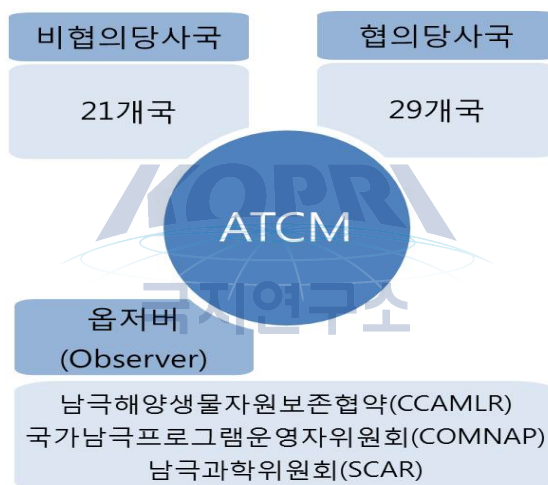 비협의당사국
협의당사국
21개국
29개국
KOPRI
ATCM
극지연구소
옵저버
(Observer)
남극해양생물자원보존협약(CCAMLR)
국가남극프로그램운영자위원회(COMNAP)
남극과학위원회(SCAR)